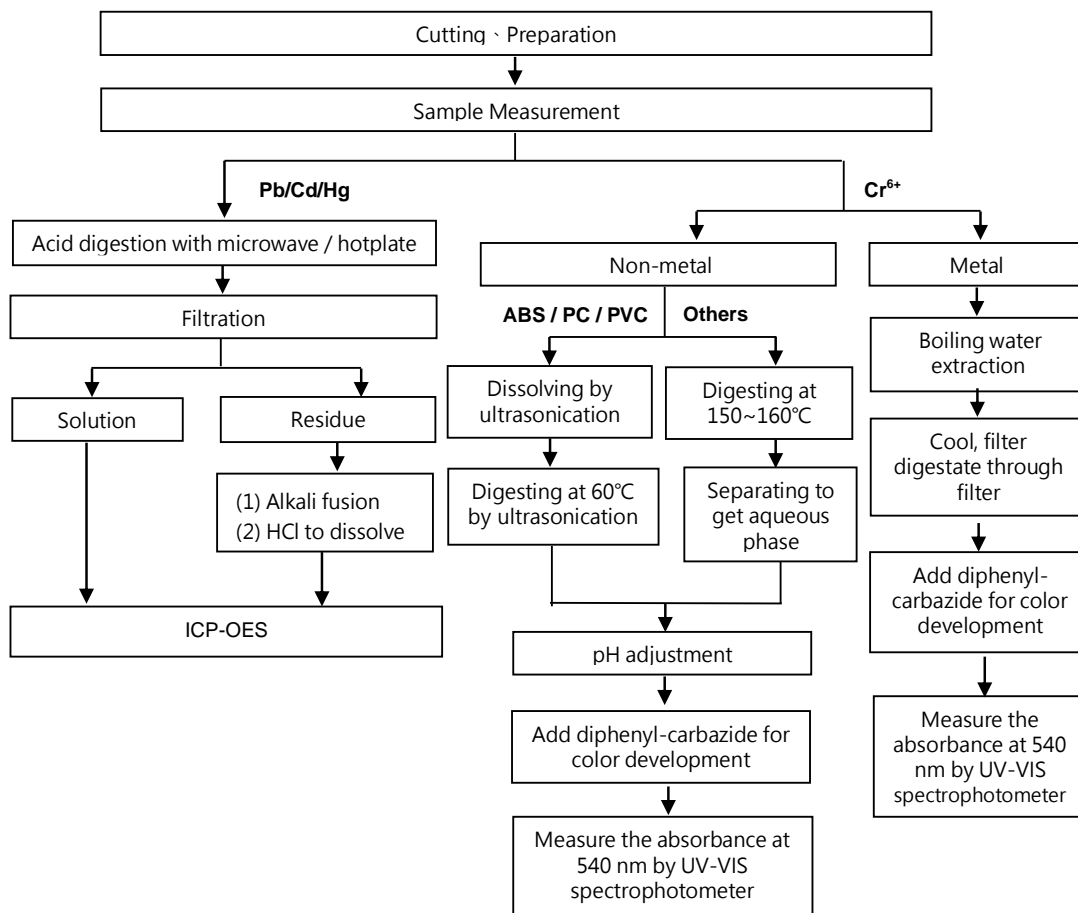 Cutting、Preparation
Sample Measurement
Pb/Cd/Hg
Cr6+
Acid digestion with microwave / hotplate
Non-metal
Metal
Filtration
ABS / PC / PVC
Others
Boiling water
extraction
Solution
Residue
Dissolving by
ultrasonication
Digesting at
150~160℃
Cool, filter
digestate through
filter
(1) Alkali fusion
(2) HCl to dissolve
Digesting at 60℃
by ultrasonication
Separating to
get aqueous
phase
Add diphenyl-
carbazide for color
development
ICP-OES
pH adjustment
Measure the
absorbance at 540
nm by UV-VIS
spectrophotometer
Add diphenyl-carbazide for
color development
Measure the absorbance at
540 nm by UV-VIS
spectrophotometer